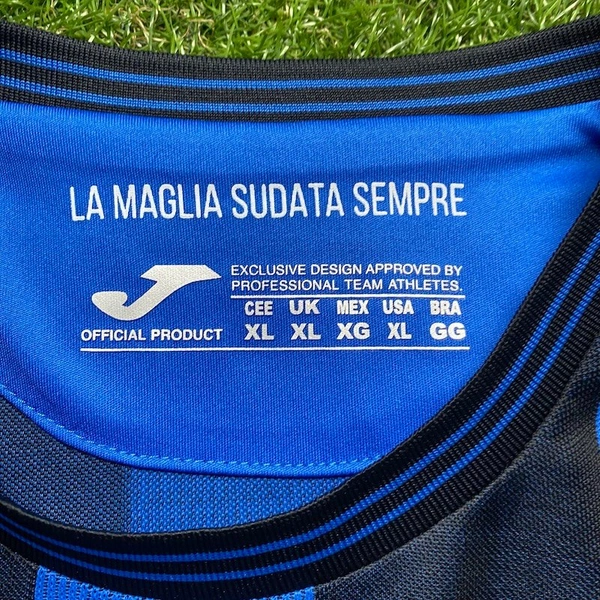 LA MAGLIA SUDATA SEMPRE
EXCLUSIVE DESIGN APPROVED BY
PROFESSIONAL TEAM ATHLETES.
CEE UK MEX USA BRA
OFFICIAL PRODUCT XL XL XG XL GG